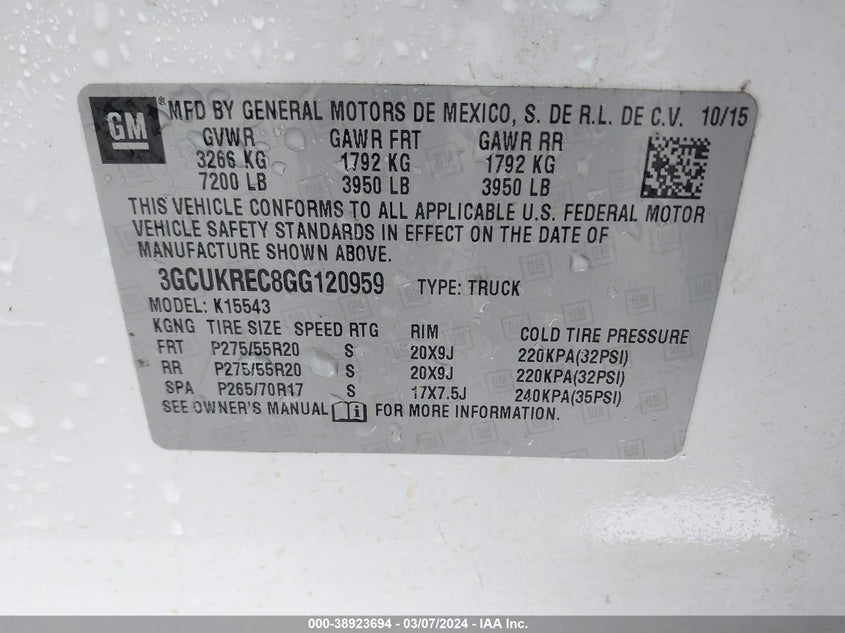 GM
® MFD BY GENERAL MOTORS DE MEXICO, S. DE R.L. DE C.V. 10/15
GVWR GAWR FRT GAWR RR
3266 KG 1792 KG 1792 KG
7200 LB 3950 LB 3950 LB
THIS VEHICLE CONFORMS TO ALL APPLICABLE U.S. FEDERAL MOTOR
VEHICLE SAFETY STANDARDS IN EFFECT ON THE DATE OF
MANUFACTURE SHOWN ABOVE.
3GCUKREC8GG120959 TYPE: TRUCK
MODEL: K15543
KGNG TIRE SIZE SPEED RTG RIM COLD TIRE PRESSURE
FRT P275/55R20 S 20X9J 220KPA(32PSI)
RR P275/55R20 S 20X9J 220KPA(32PSI)
SPA P265/70R17 S 17X7.5J 240KPA(35PSI)
SEE OWNER'S MANUAL i FOR MORE INFORMATION.
000-38923694 - 03/07/2024 - IAA Inc.